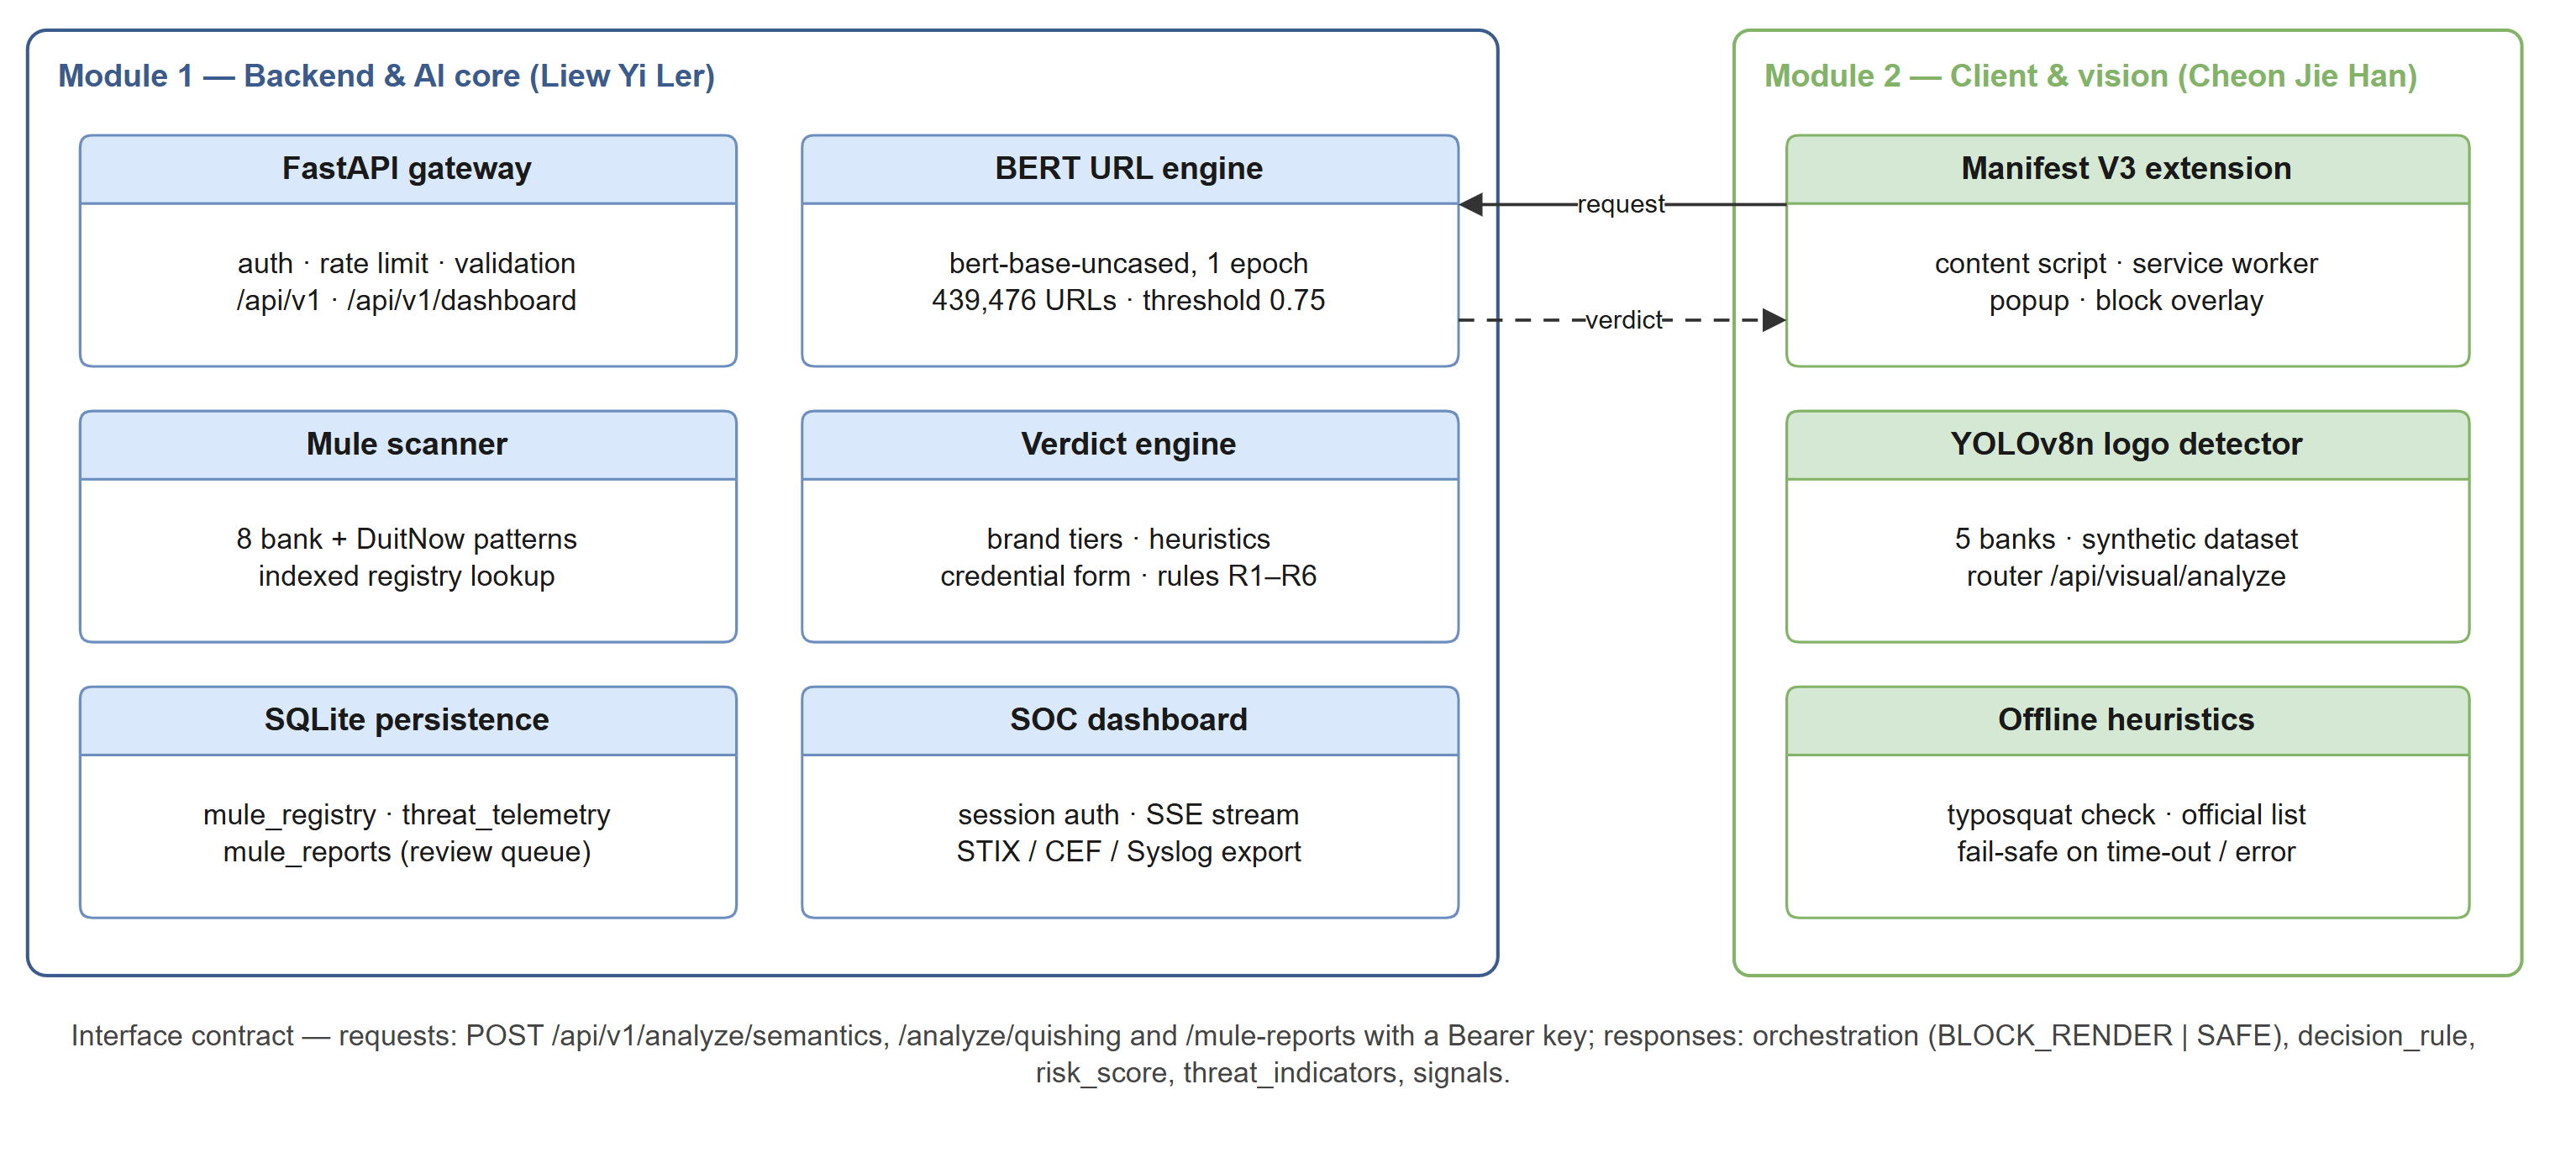 Module 1 — Backend & AI core (Liew Yi Ler)
FastAPI gateway
auth · rate limit · validation
/api/v1 · /api/v1/dashboard
BERT URL engine
bert-base-uncased, 1 epoch
439,476 URLs · threshold 0.75
Mule scanner
8 bank + DuitNow patterns
indexed registry lookup
Verdict engine
brand tiers · heuristics
credential form · rules R1–R6
SQLite persistence
mule_registry · threat_telemetry
mule_reports (review queue)
SOC dashboard
session auth · SSE stream
STIX / CEF / Syslog export
request
verdict
Module 2 — Client & vision (Cheon Jie Han)
Manifest V3 extension
content script · service worker
popup · block overlay
YOLOv8n logo detector
5 banks · synthetic dataset
router /api/visual/analyze
Offline heuristics
typosquat check · official list
fail-safe on time-out / error
Interface contract — requests: POST /api/v1/analyze/semantics, /analyze/quishing and /mule-reports with a Bearer key; responses: orchestration (BLOCK_RENDER | SAFE), decision_rule,
risk_score, threat_indicators, signals.